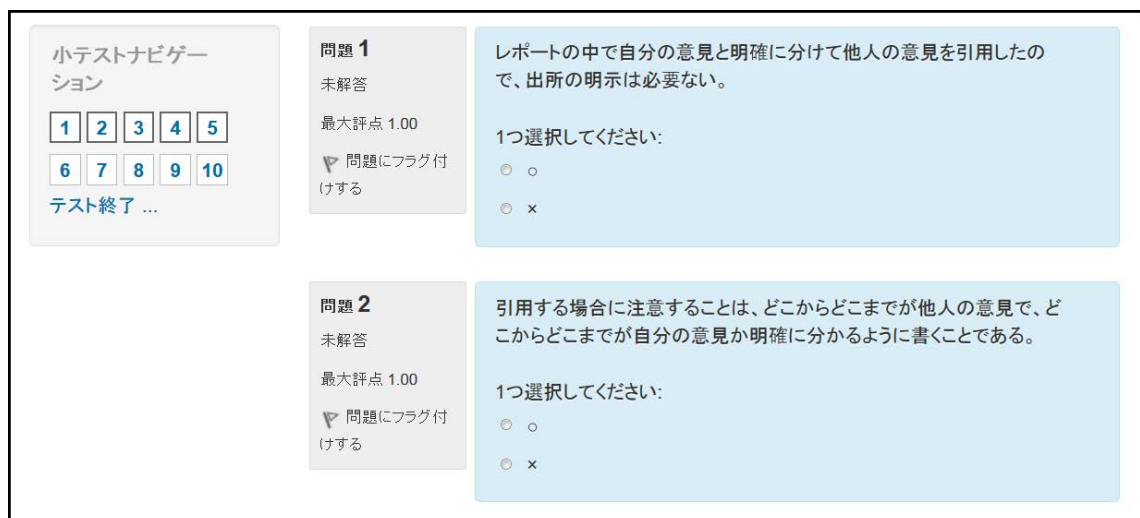 小テストナビゲー
ション
1 2 3 4 5
6 7 8 9 10
テスト終了 ...
問題 1
未解答
最大評点 1.00
問題にフラグ付
けする
レポートの中で自分の意見と明確に分けて他人の意見を引用したの
で、出所の明示は必要ない。
1つ選択してください:
○
×
問題 2
未解答
最大評点 1.00
問題にフラグ付
けする
引用する場合に注意することは、どこからどこまでが他人の意見で、ど
こからどこまでが自分の意見か明確に分かるように書くことである。
1つ選択してください:
○
×